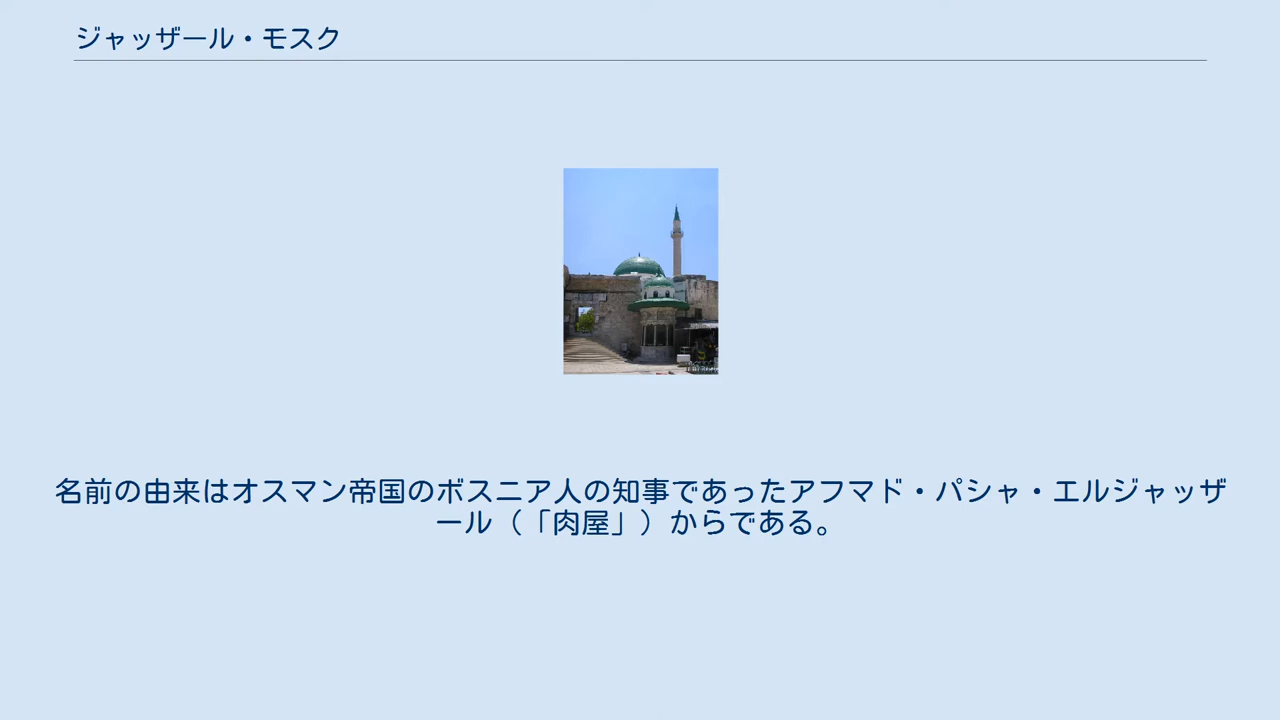 ジャッザール・モスク
名前の由来はオスマン帝国のボスニア人の知事であったアフマド・パシャ・エルジャッザ
ール（「肉屋」）からである。